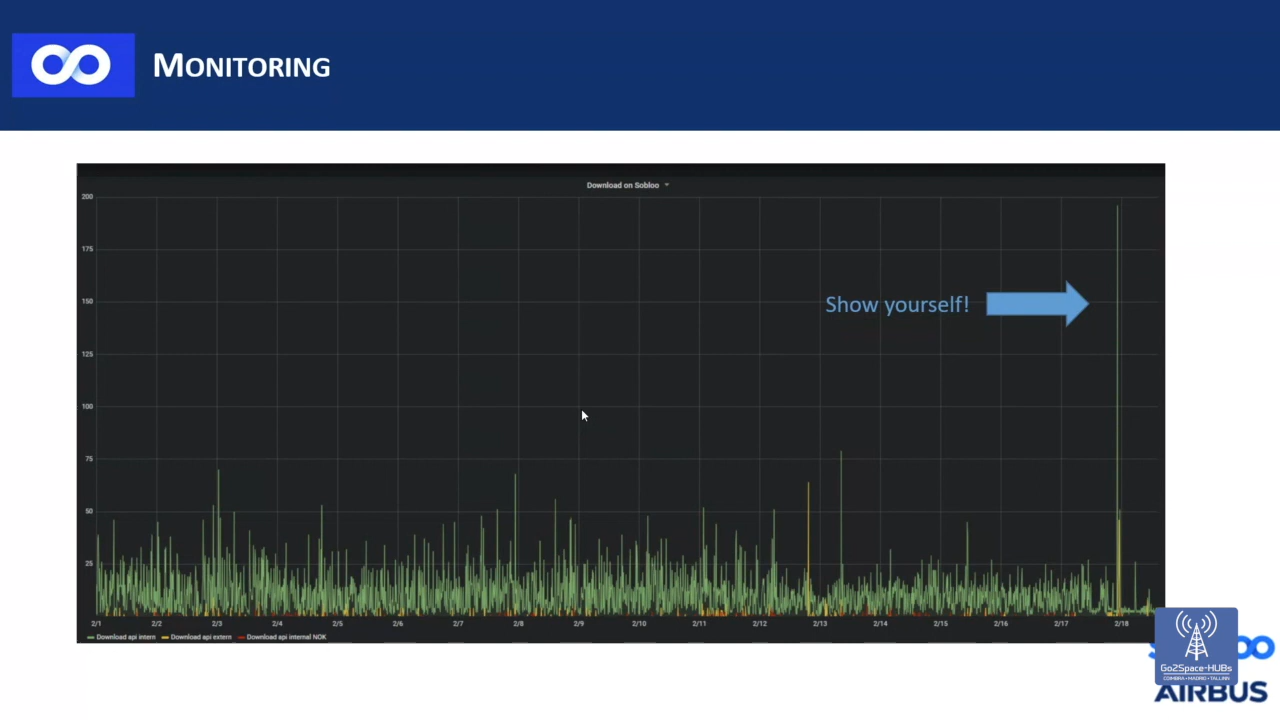 MONITORING
Download on Sobloo
200
175
150
125
100
75
50
25
Show yourself!
2/1 2/2 2/3 2/4 2/5 2/6 2/7 2/8 2/9 2/10 2/11 2/12 2/13 2/14 2/15 2/16 2/17 2/18
Download api intern Download api extern Download api internal NOK
Go2Space-HUBs
COIMBRA • MADRID • TALLINN
AIRBUS